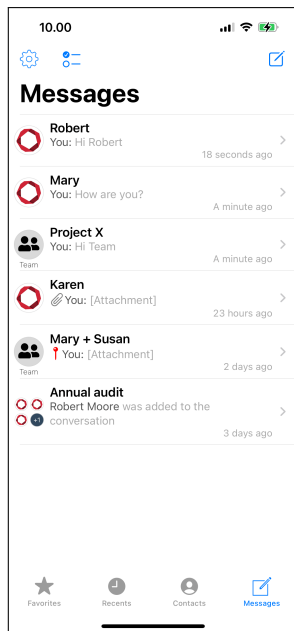 10.00
Messages
Robert
You: Hi Robert
18 seconds ago
Mary
You: How are you?
A minute ago
Project X
You: Hi Team
A minute ago
Team
Karen
You: [Attachment]
23 hours ago
Mary + Susan
You: [Attachment]
2 days ago
Team
Annual audit
Robert Moore was added to the
+1 conversation
3 days ago
Favorites Recents Contacts Messages